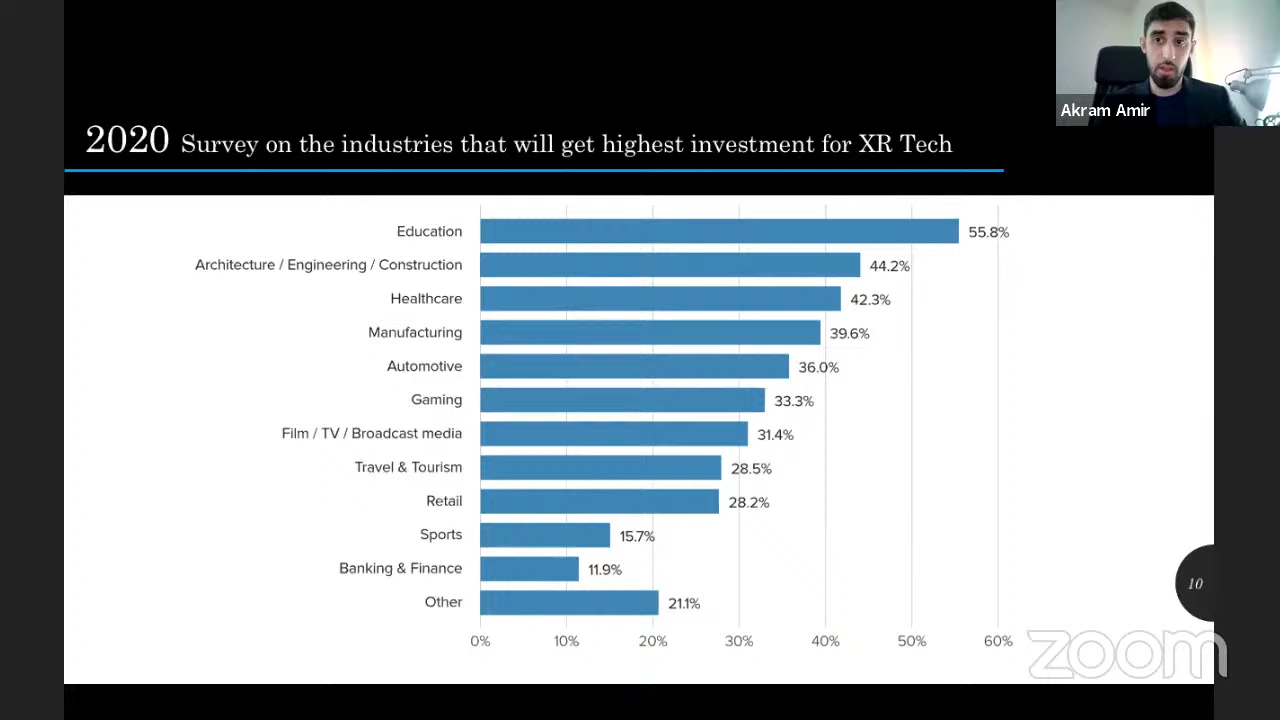 Akram Amir
2020 Survey on the industries that will get highest investment for XR Tech
Education 55.8%
Architecture / Engineering / Construction 44.2%
Healthcare 42.3%
Manufacturing 39.6%
Automotive 36.0%
Gaming 33.3%
Film / TV / Broadcast media 31.4%
Travel & Tourism 28.5%
Retail 28.2%
Sports 15.7%
Banking & Finance 11.9%
10
Other 21.1%
0% 10% 20% 30% 40% 50% 60%
zoom